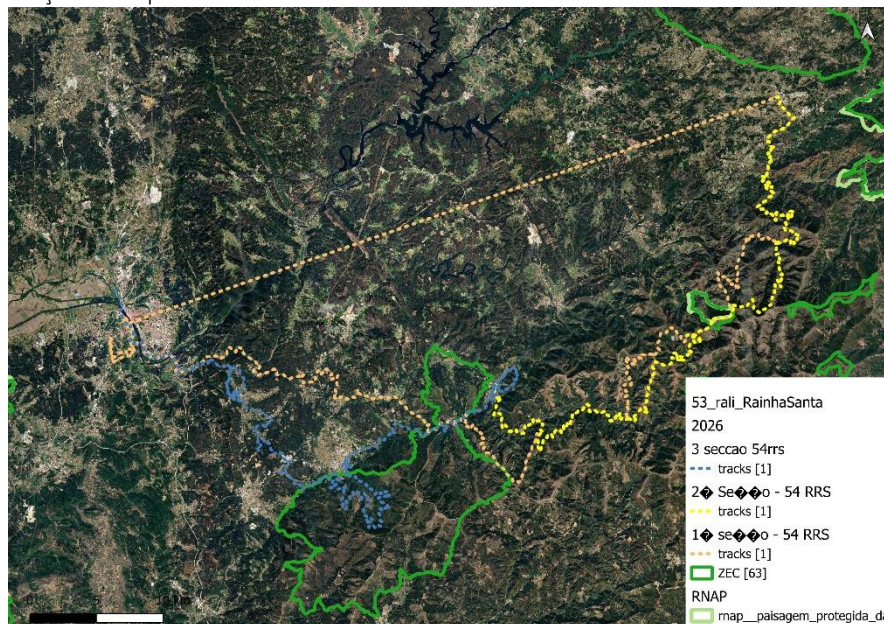 53_rali_RainhaSanta
2026
3 seccao 54rrs
tracks [1]
2� Se��o - 54 RRS
tracks [1]
1� se��o - 54 RRS
tracks [1]
ZEC [63]
RNAP
rnap__paisagem_protegida_da